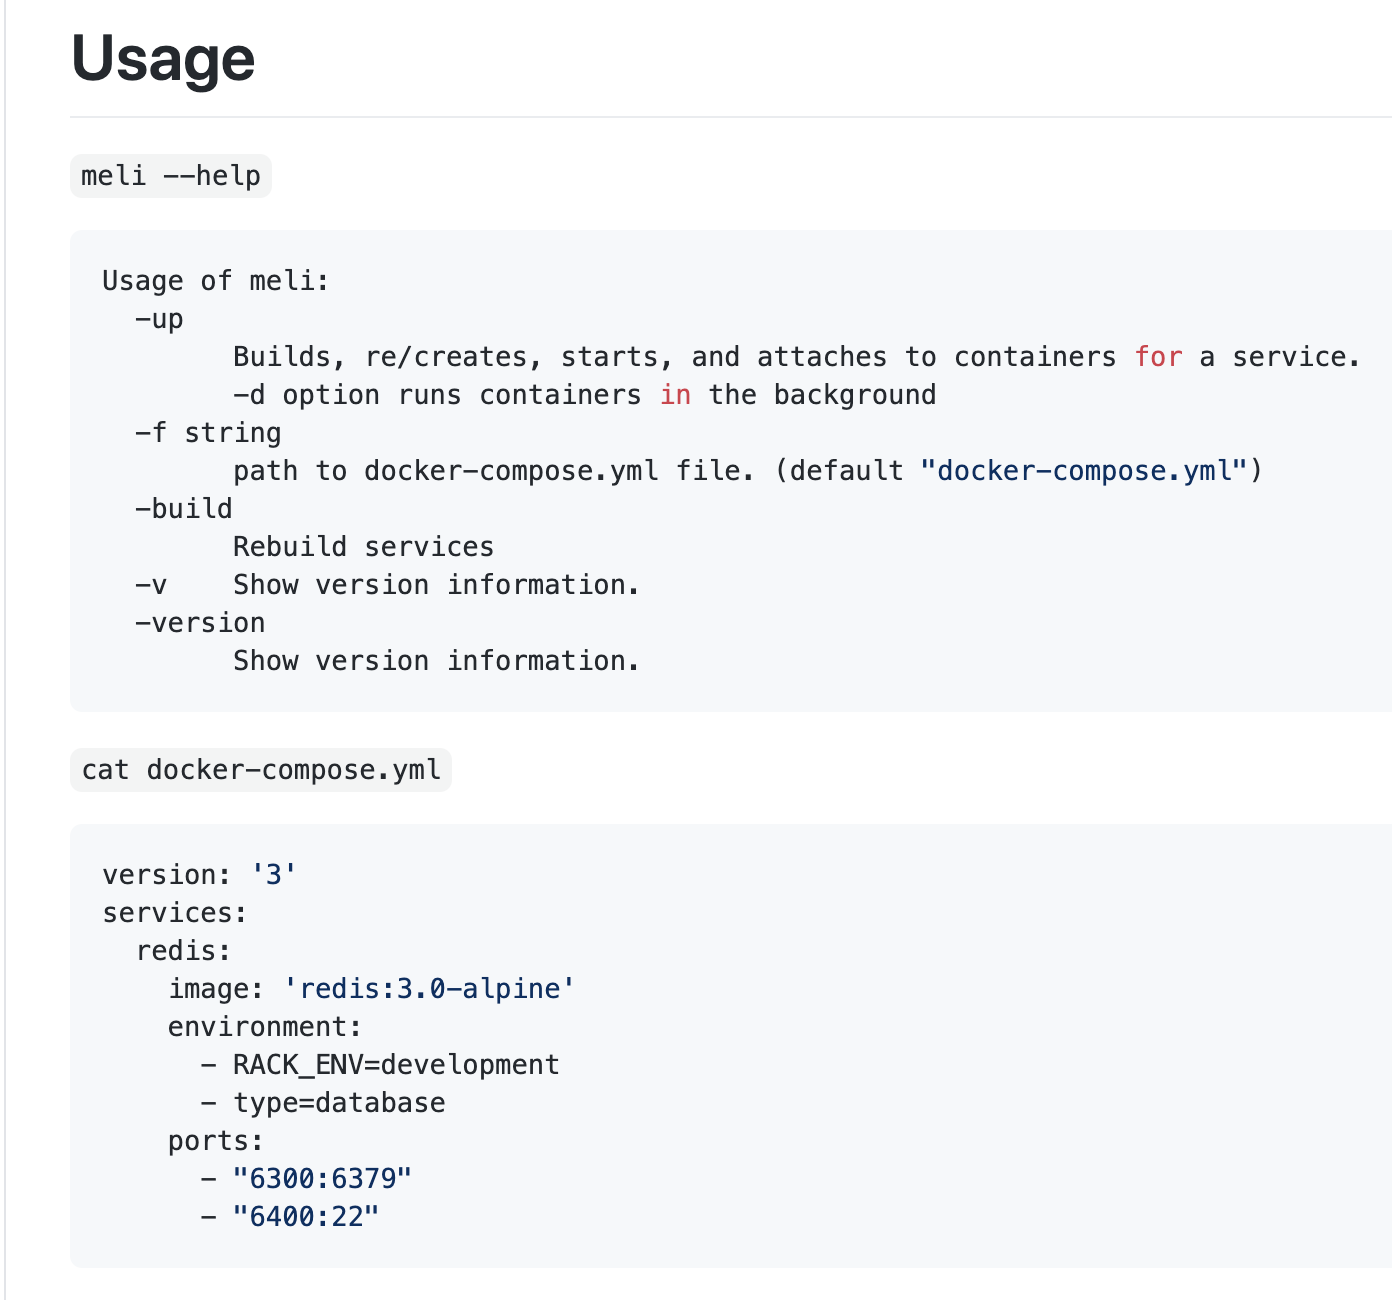 Usage
meli --help
Usage of meli:
  -up
        Builds, re/creates, starts, and attaches to containers for a service.
        -d option runs containers in the background
  -f string
        path to docker-compose.yml file. (default "docker-compose.yml")
  -build
        Rebuild services
  -v    Show version information.
  -version
        Show version information.
cat docker-compose.yml
version: '3'
services:
  redis:
    image: 'redis:3.0-alpine'
    environment:
      - RACK_ENV=development
      - type=database
    ports:
      - "6300:6379"
      - "6400:22"